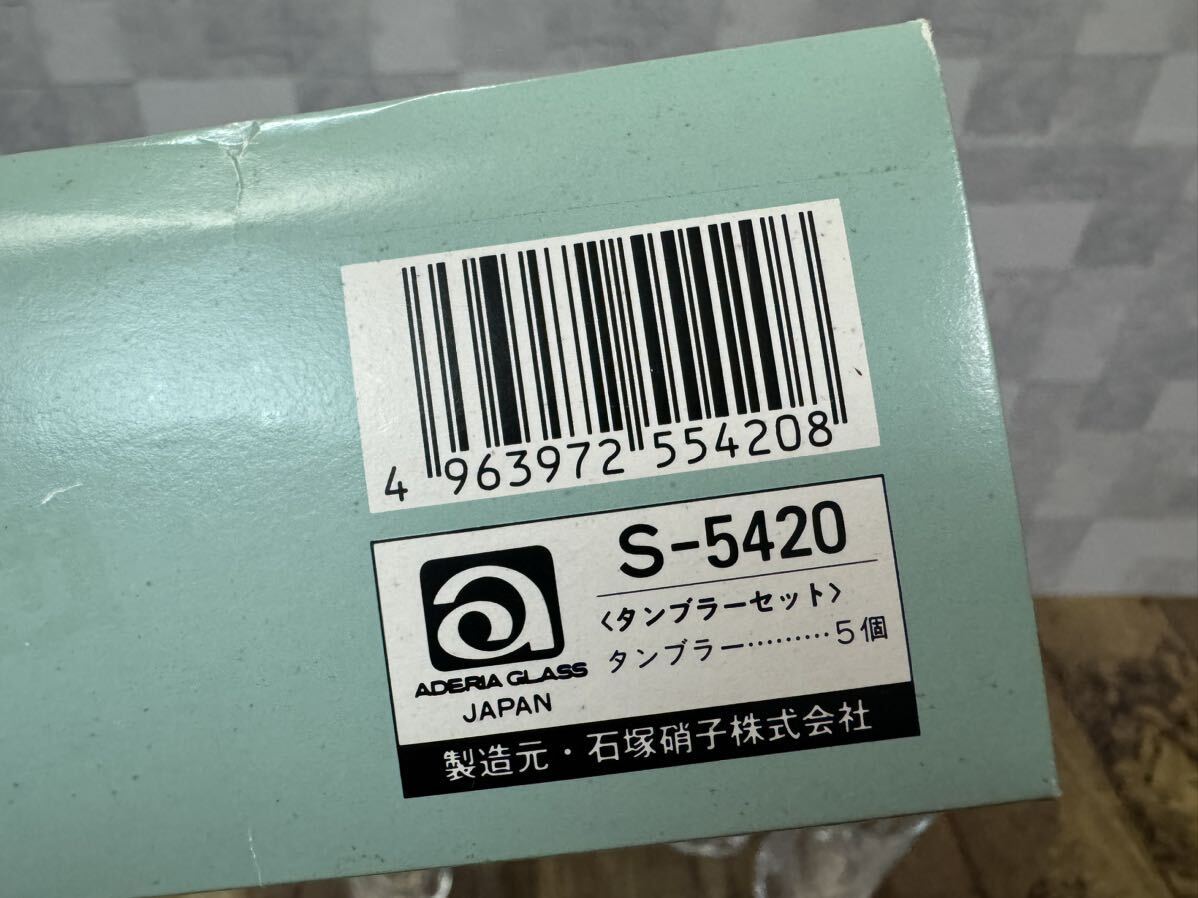 4 963972 554208
S-5420
〈タンブラーセット〉
タンブラー………5個
a
ADERIA GLASS
JAPAN
製造元・石塚硝子株式会社